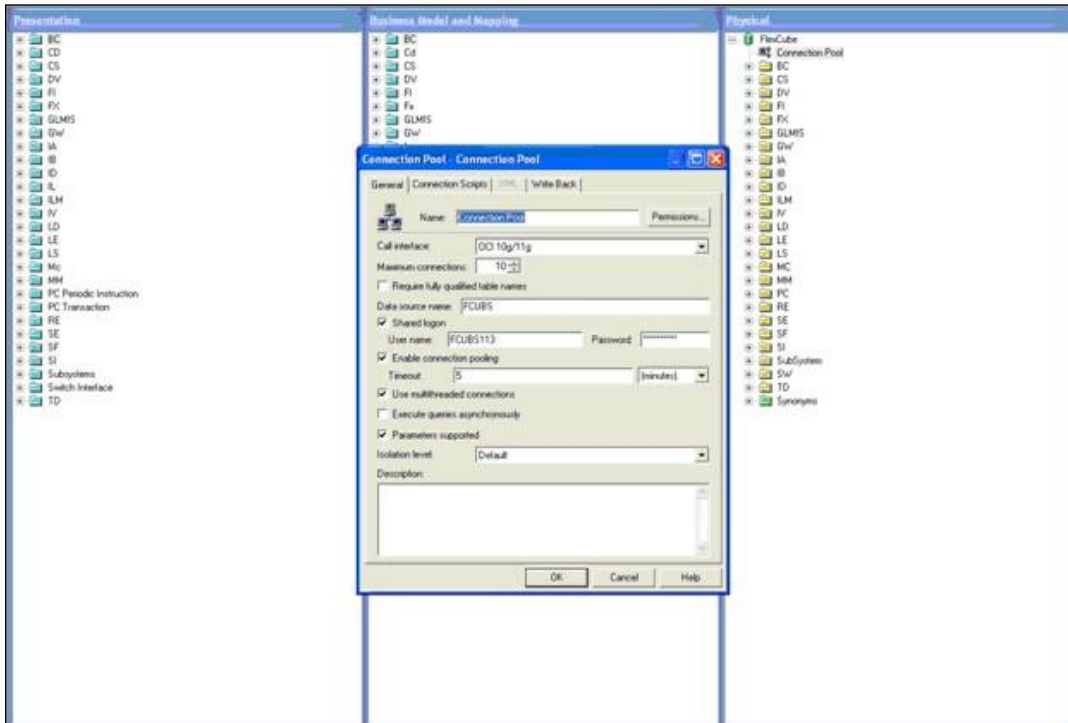 Presentation
BC
CD
CS
DV
FI
FX
GLMIS
GW
IA
IB
ID
IL
ILM
IV
LD
LE
LS
Mc
MM
PC Periodic Instruction
PC Transaction
RE
SE
SF
SI
Subsystems
Switch Interface
TD
Business Model and Mapping
BC
Cd
CS
DV
FI
Fx
GLMIS
GW
Physical
FlexCube
Connection Pool
BC
CS
DV
FI
FX
GLMIS
GW
IA
IB
ID
ILM
IV
LD
LE
LS
MC
MM
PC
RE
SE
SF
SI
SubSystem
SW
TD
Synonyms
Connection Pool - Connection Pool
General Connection Scripts XML Write Back
Name: Connection Pool Permissions...
Call interface: OCI 10g/11g
Maximum connections: 10
Require fully qualified table names
Data source name: FCUBS
Shared logon
User name: FCUBS113 Password: *********
Enable connection pooling
Timeout: 5 (minutes)
Use multithreaded connections
Execute queries asynchronously
Parameters supported
Isolation level: Default
Description:
OK Cancel Help